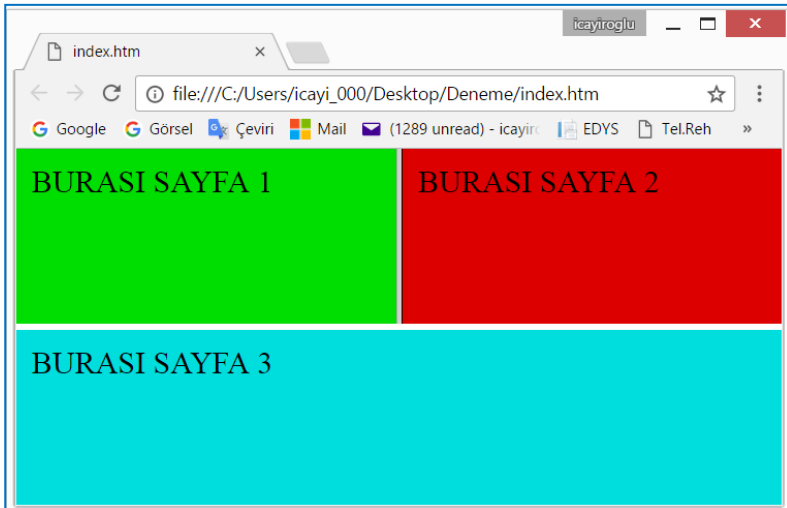 icayiroglu
index.htm
file:///C:/Users/icayi_000/Desktop/Deneme/index.htm
Google Görsel Çeviri Mail (1289 unread) - icayir EDYS Tel.Reh »
BURASI SAYFA 1 BURASI SAYFA 2
BURASI SAYFA 3